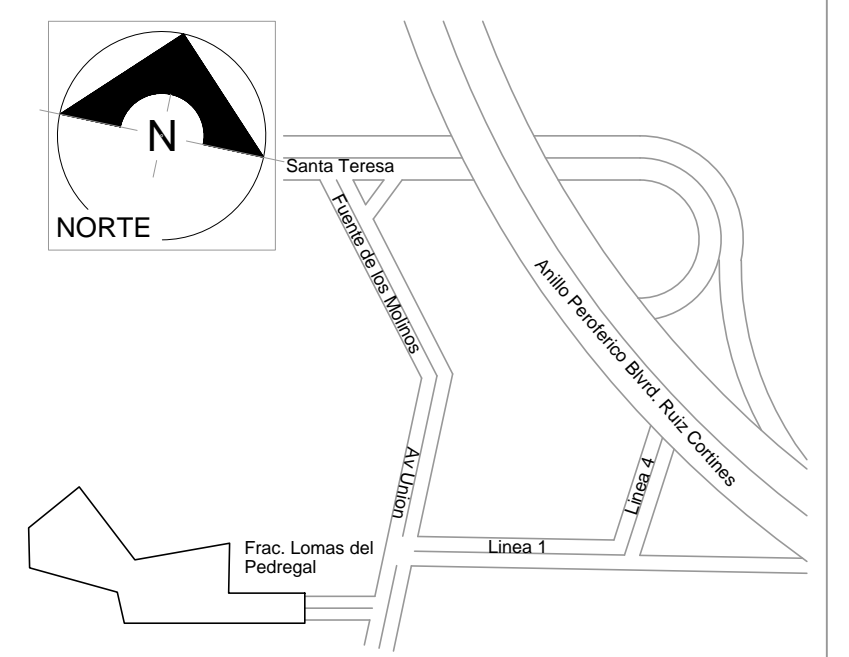 N
NORTE
Santa Teresa
Fuente de los Molinos
Anillo Peroferico Blvrd. Ruiz Cortines
Av Union
Linea 4
Linea 1
Frac. Lomas del
Pedregal